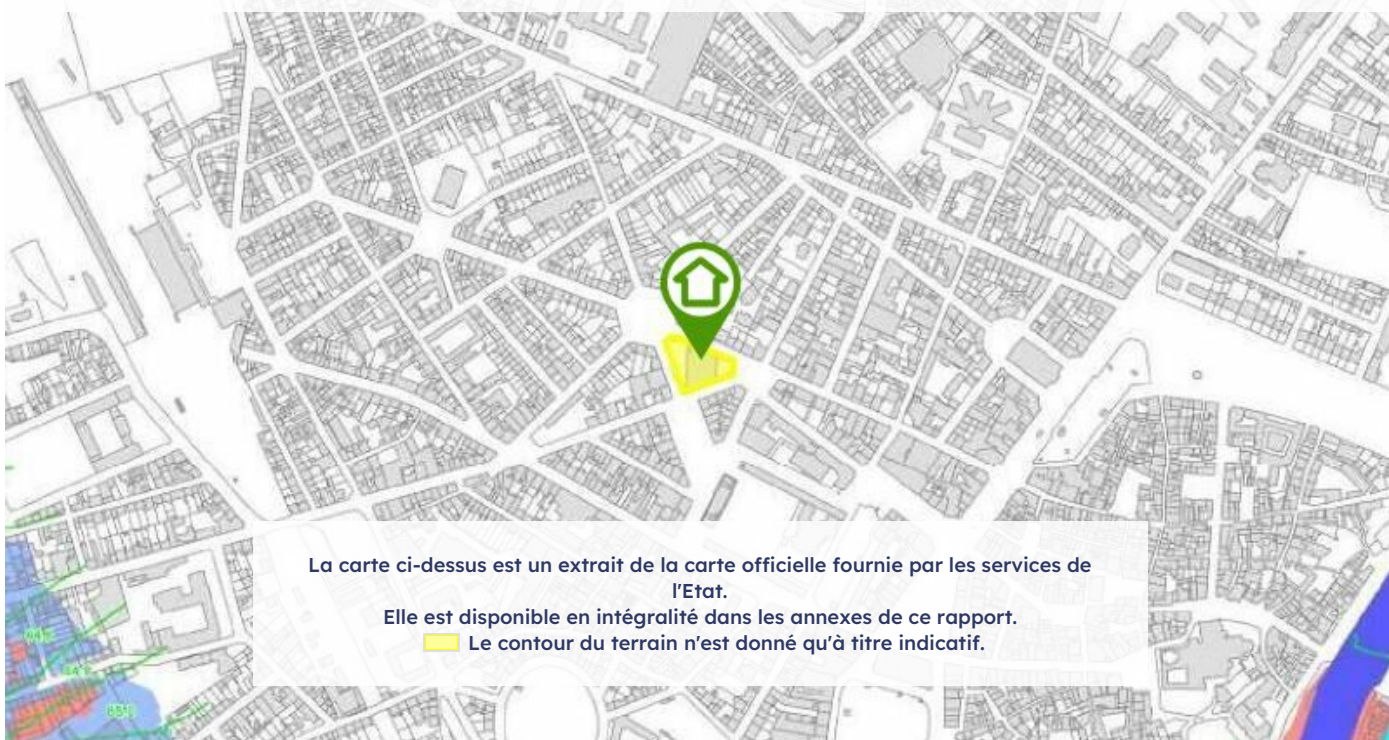 La carte ci-dessus est un extrait de la carte officielle fournie par les services de
l'Etat.
Elle est disponible en intégralité dans les annexes de ce rapport.
Le contour du terrain n'est donné qu'à titre indicatif.